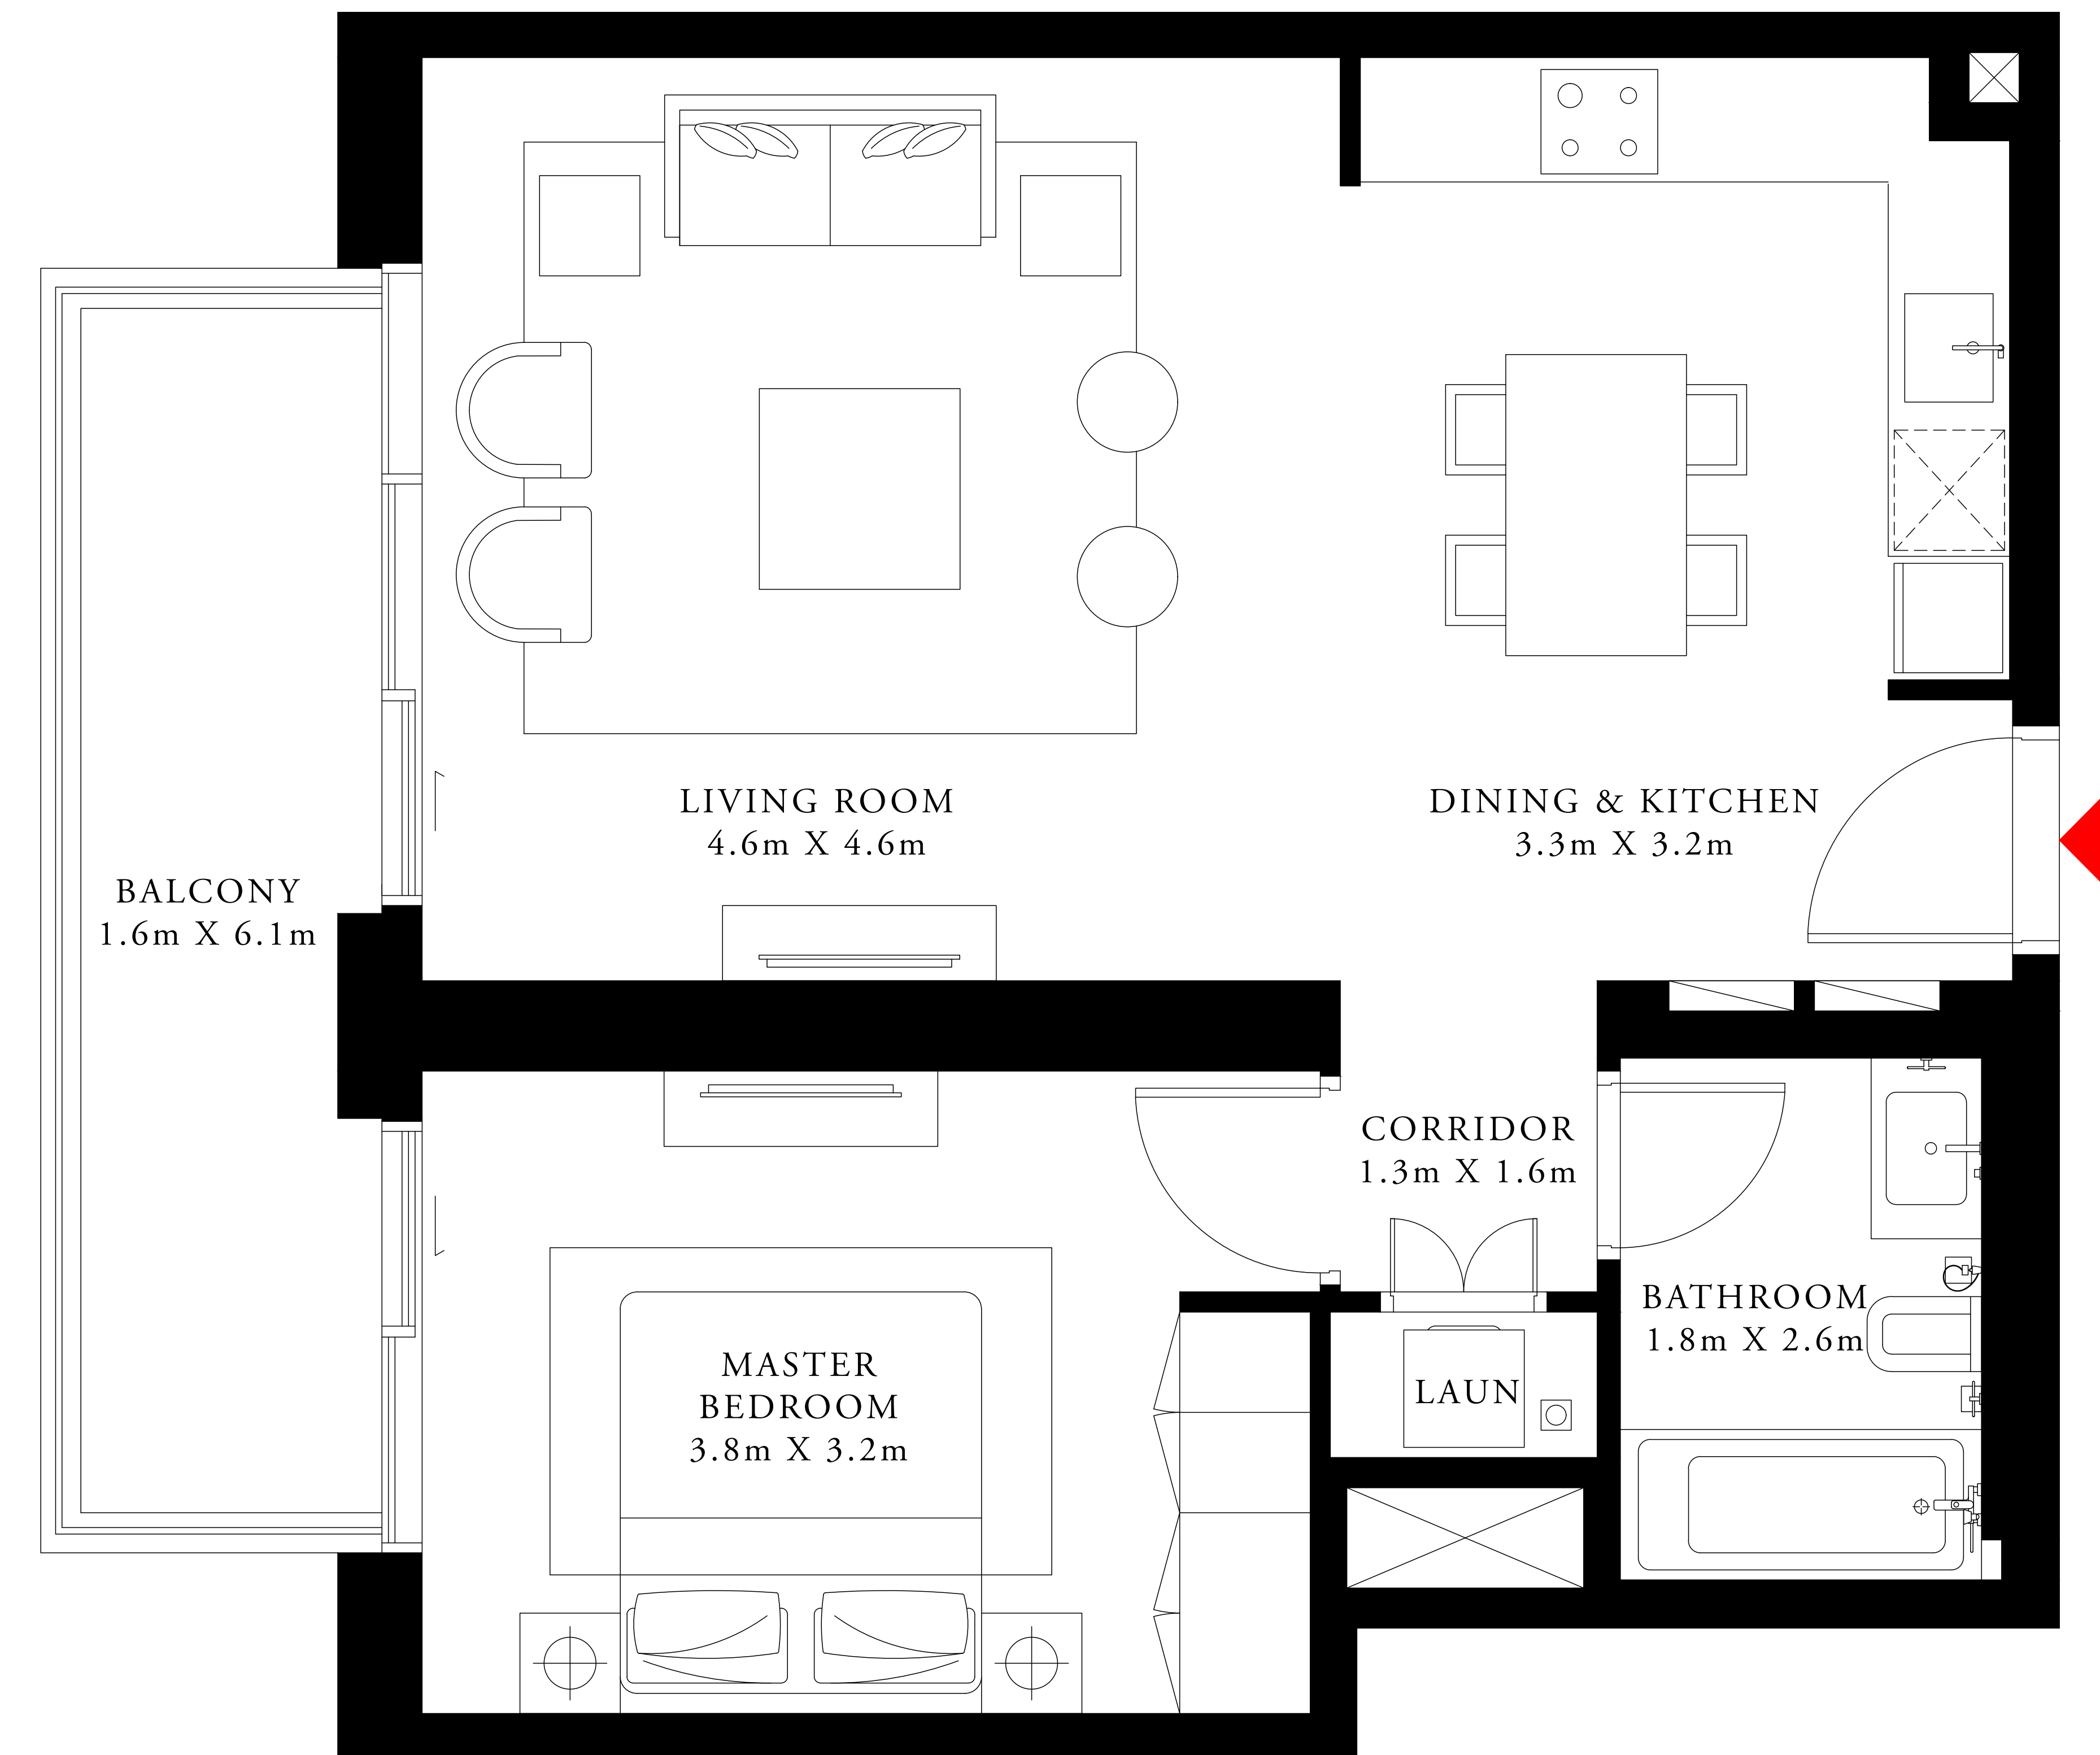 LIVING ROOM
4.6m X 4.6m
DINING & KITCHEN
3.3m X 3.2m
BALCONY
1.6m X 6.1m
CORRIDOR
1.3m X 1.6m
BATHROOM
1.8m X 2.6m
MASTER
BEDROOM
3.8m X 3.2m
LAUN